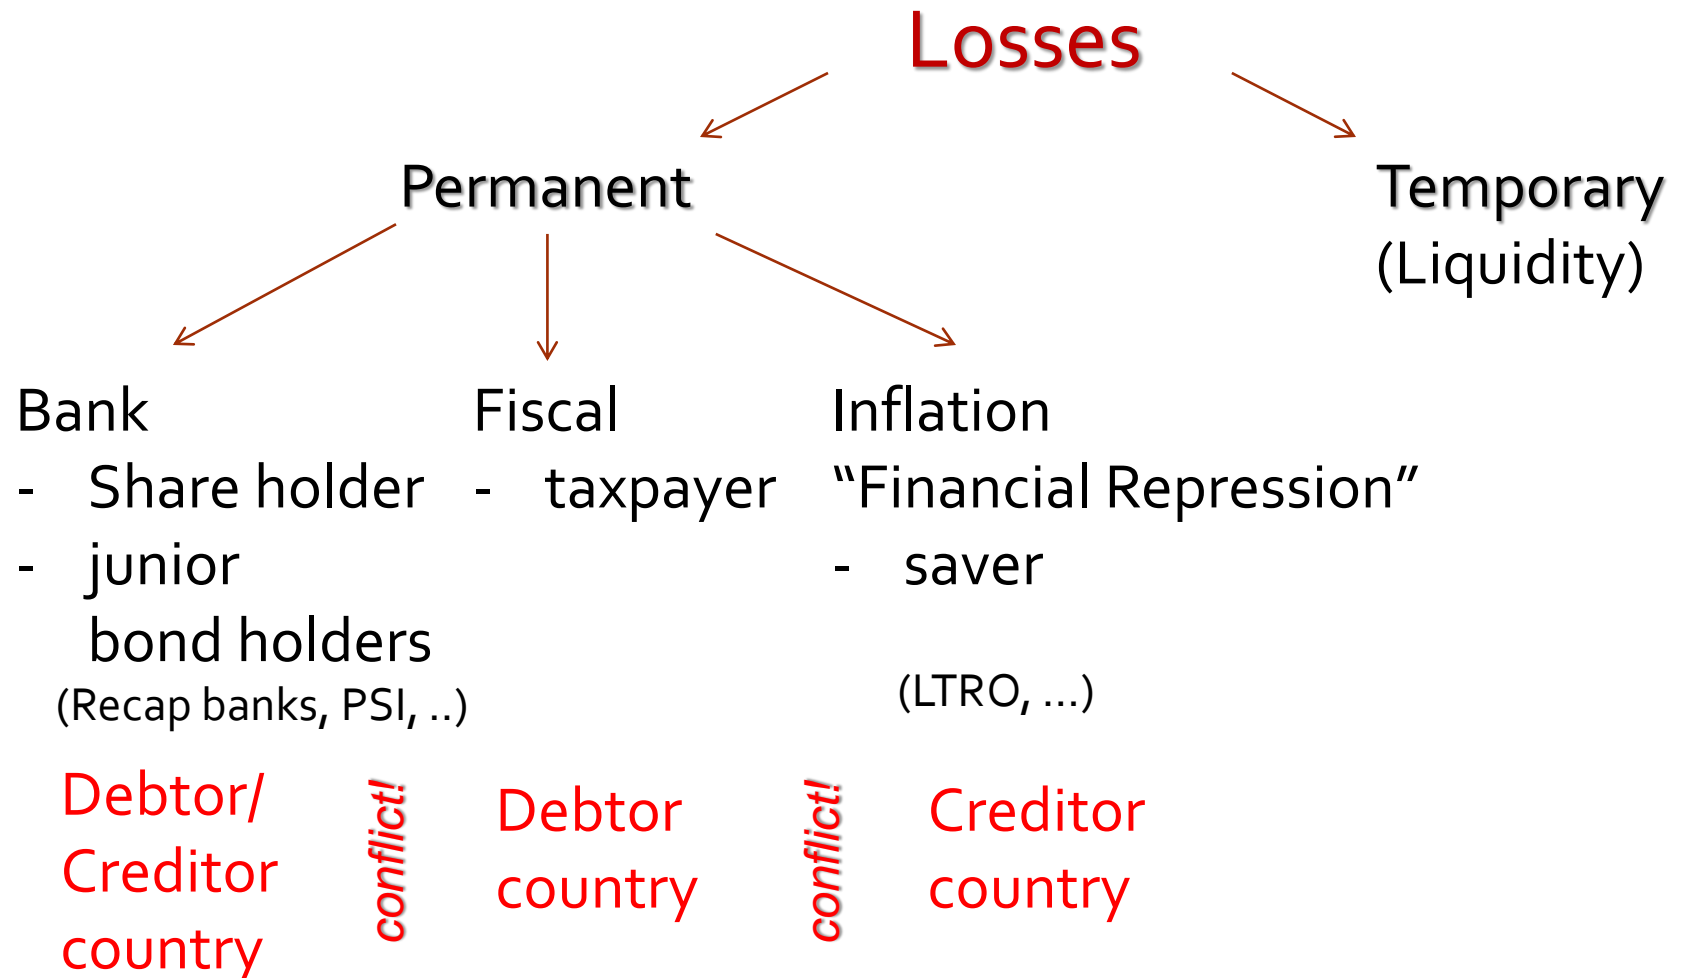 Losses
Permanent
Temporary
(Liquidity)
Bank
- Share holder
- junior
bond holders
(Recap banks, PSI, ..)
Fiscal
- taxpayer
Inflation
“Financial Repression”
- saver
(LTRO, ...)
Debtor/
Creditor
country
conflict!
Debtor
country
conflict!
Creditor
country